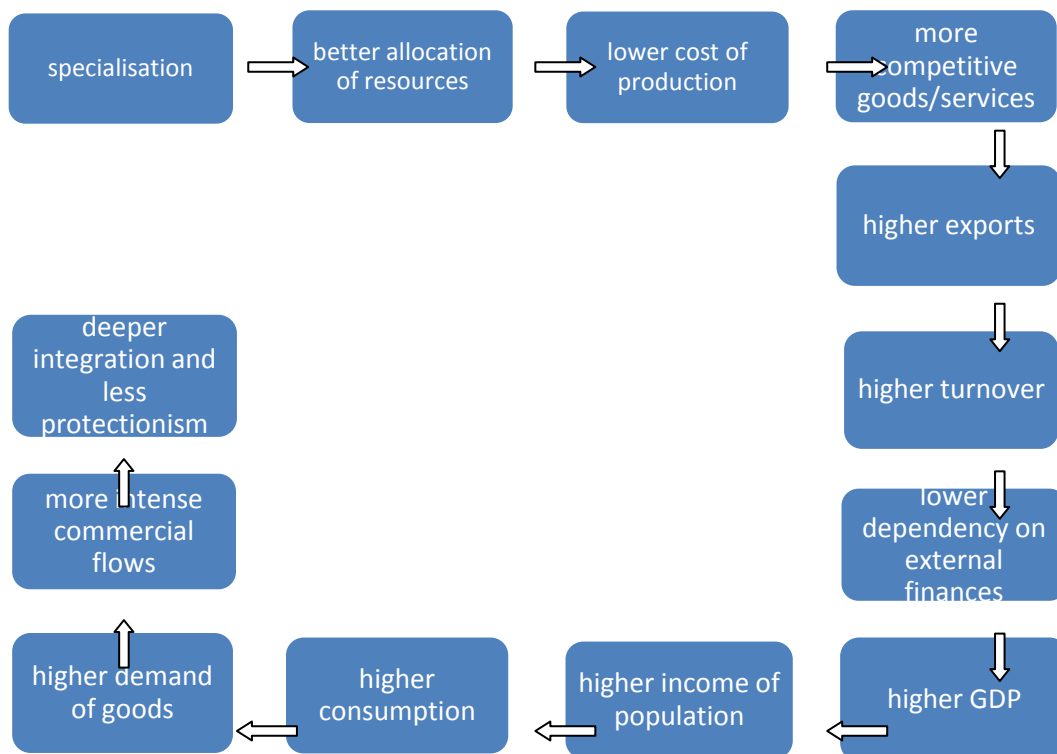 specialisation
better allocation
of resources
lower cost of
production
more
competitive
goods/services
higher exports
higher turnover
lower
dependency on
external
finances
higher GDP
higher income of
population
higher
consumption
higher demand
of goods
more intense
commercial
flows
deeper
integration and
less
protectionism